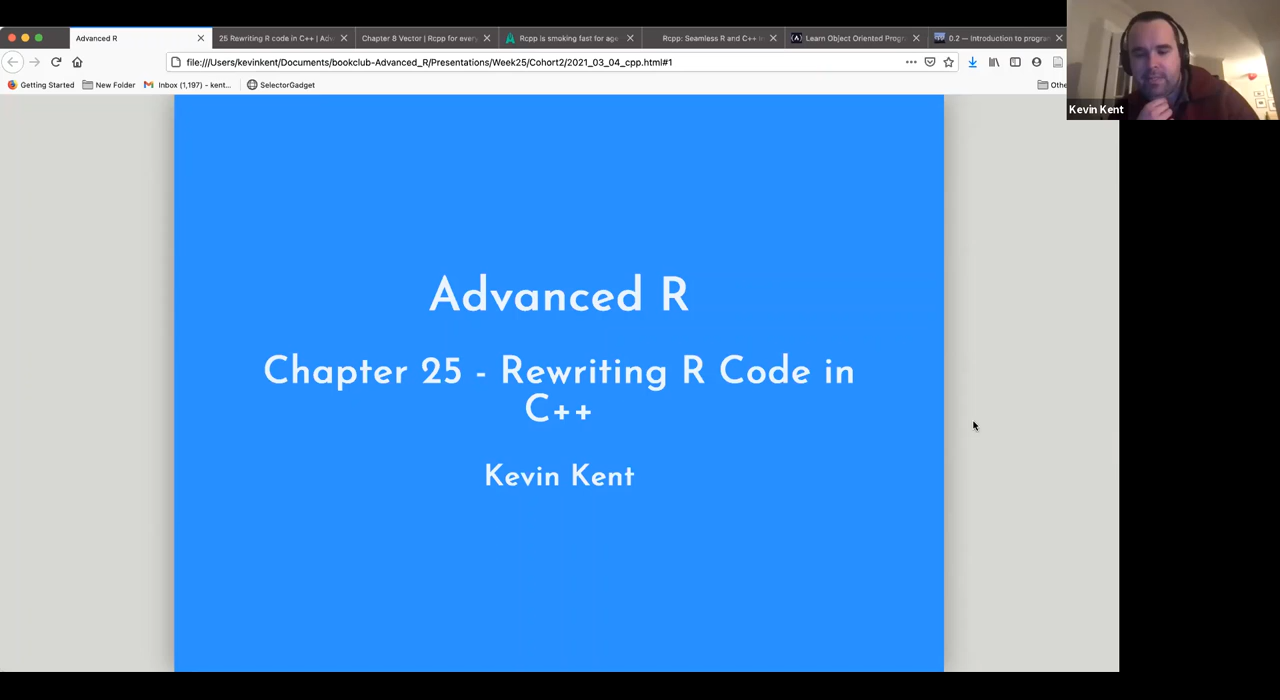 Advanced R
25 Rewriting R code in C++ | Adv
Chapter 8 Vector | Rcpp for every
Rcpp is smoking fast for age
Rcpp: Seamless R and C++ I
Learn Object Oriented Progr
0.2 — Introduction to progra
file:///Users/kevinkent/Documents/bookclub-Advanced_R/Presentations/Week25/Cohort2/2021_03_04_cpp.html#1
Getting Started
New Folder
Inbox (1,197) - kent...
SelectorGadget
Othe
Kevin Kent
Advanced R
Chapter 25 - Rewriting R Code in
C++
Kevin Kent